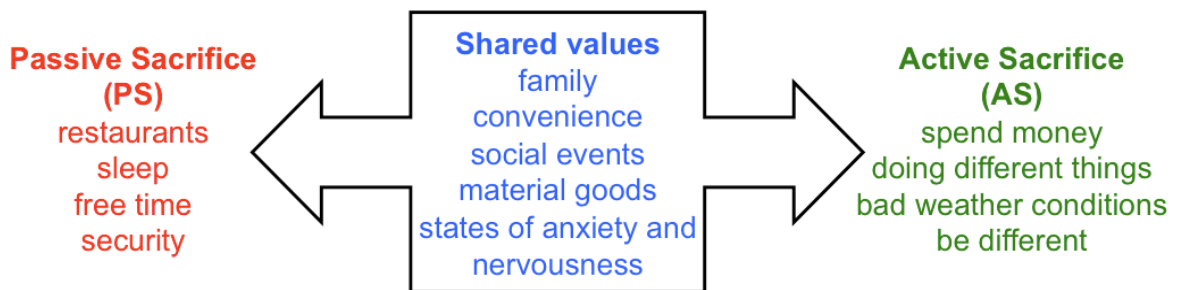 Passive Sacrifice
(PS)
restaurants
sleep
free time
security
Shared values
family
convenience
social events
material goods
states of anxiety and
nervousness
Active Sacrifice
(AS)
spend money
doing different things
bad weather conditions
be different